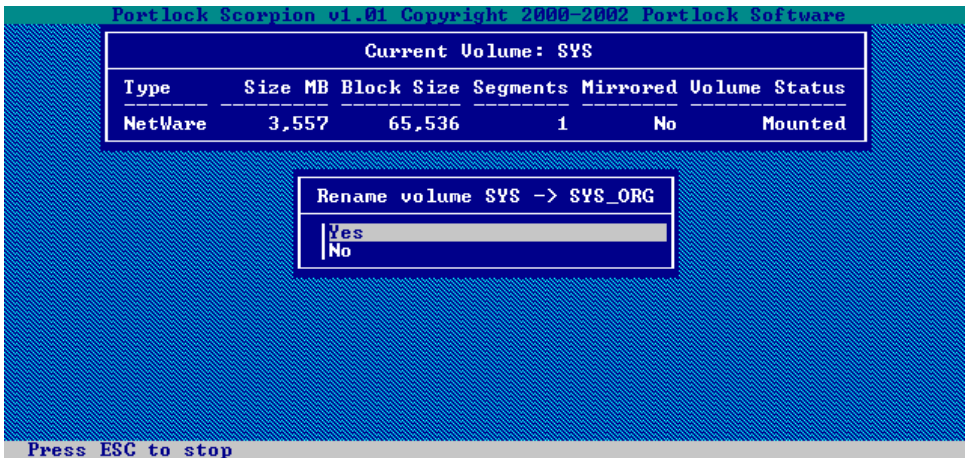 Portlock Scorpion v1.01 Copyright 2000-2002 Portlock Software
Current Volume: SYS
Type Size MB Block Size Segments Mirrored Volume Status
NetWare 3,557 65,536 1 No Mounted
Rename volume SYS -> SYS_ORG
Yes
No
Press ESC to stop